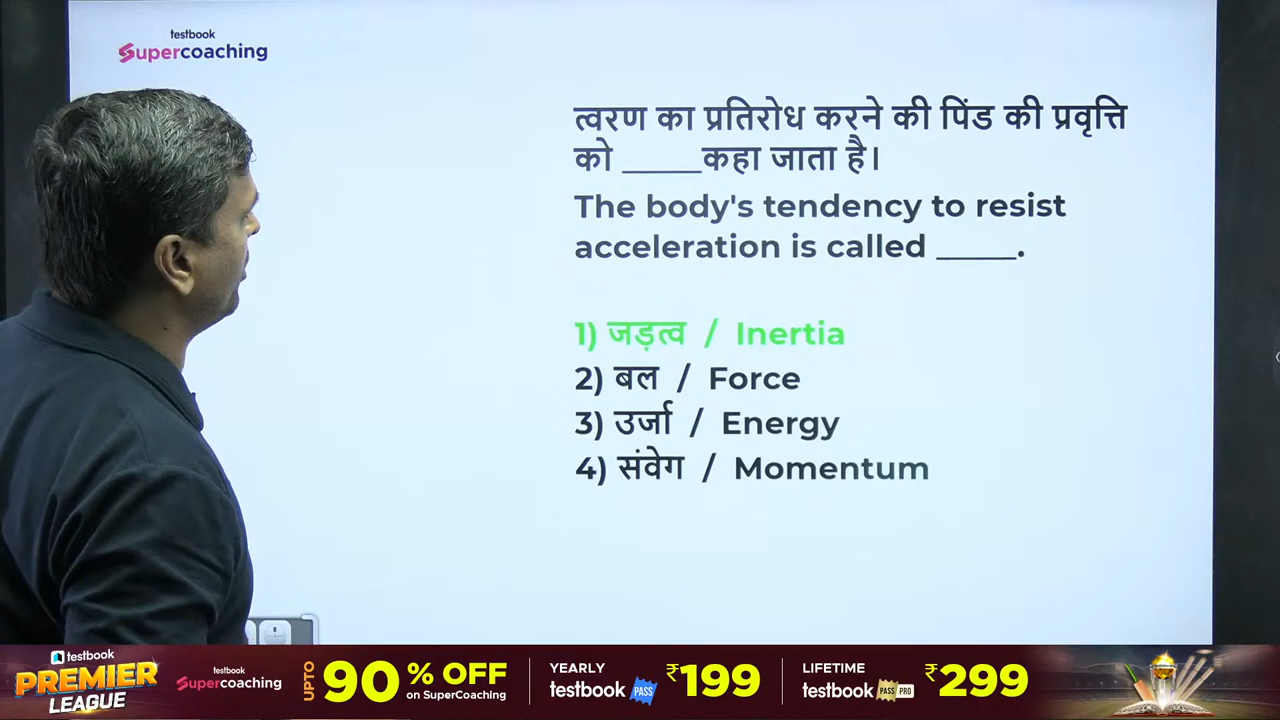 testbook
Supercoaching
त्वरण का प्रतिरोध करने की पिंड की प्रवृत्ति
को _____कहा जाता है।
The body's tendency to resist
acceleration is called _____.
1) जड़त्व / Inertia
2) बल / Force
3) उर्जा / Energy
4) संवेग / Momentum
testbook
PREMIER
LEAGUE
testbook
Supercoaching
UPTO
90% OFF
on SuperCoaching
YEARLY
testbook PASS
₹199
LIFETIME
testbook PASS PRO
₹299